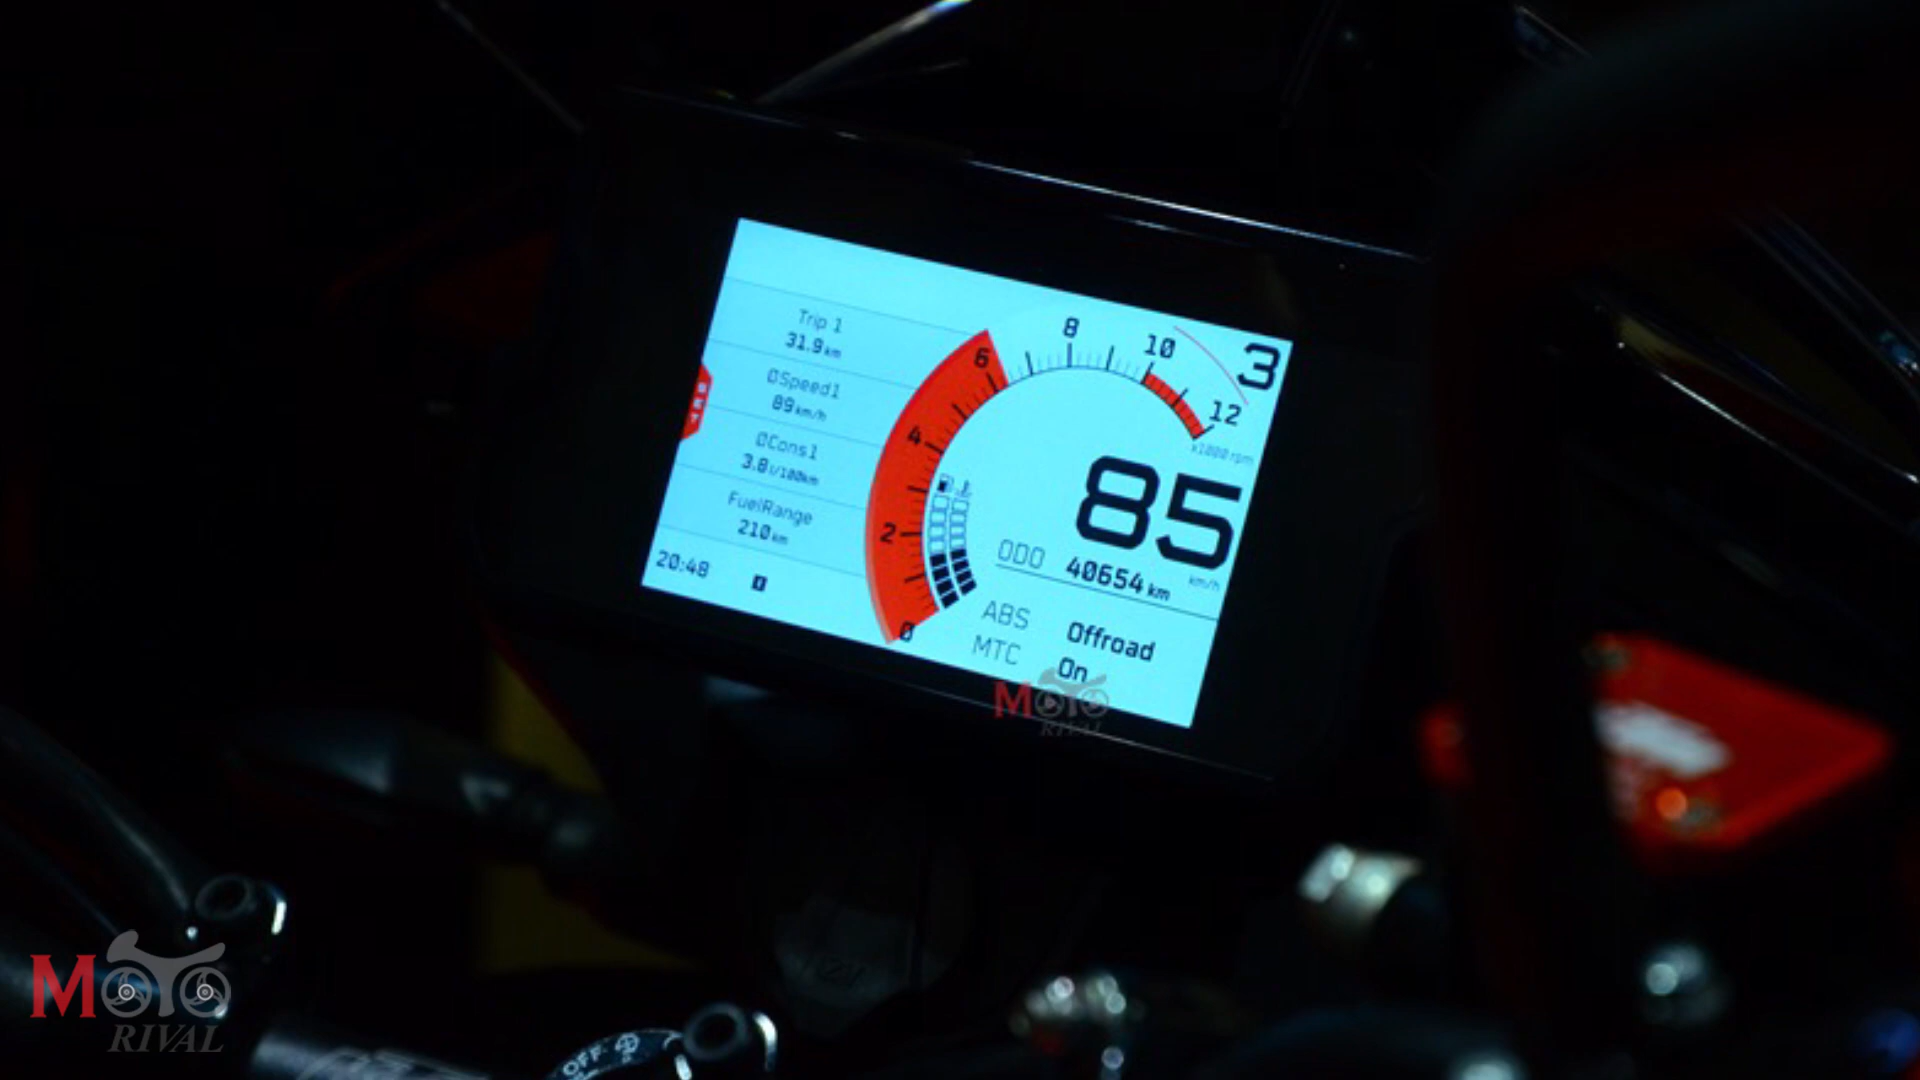 Trip 1
31.9 km
ØSpeed1
89 km/h
ØCons1
3.8 l/100km
FuelRange
210 km
20:48
0
2
4
6
8
10
12
x1000 rpm
3
85
km/h
ODO 40654 km
ABS Offroad
MTC On
MOTO
RIVAL
MOTO
RIVAL
OFF